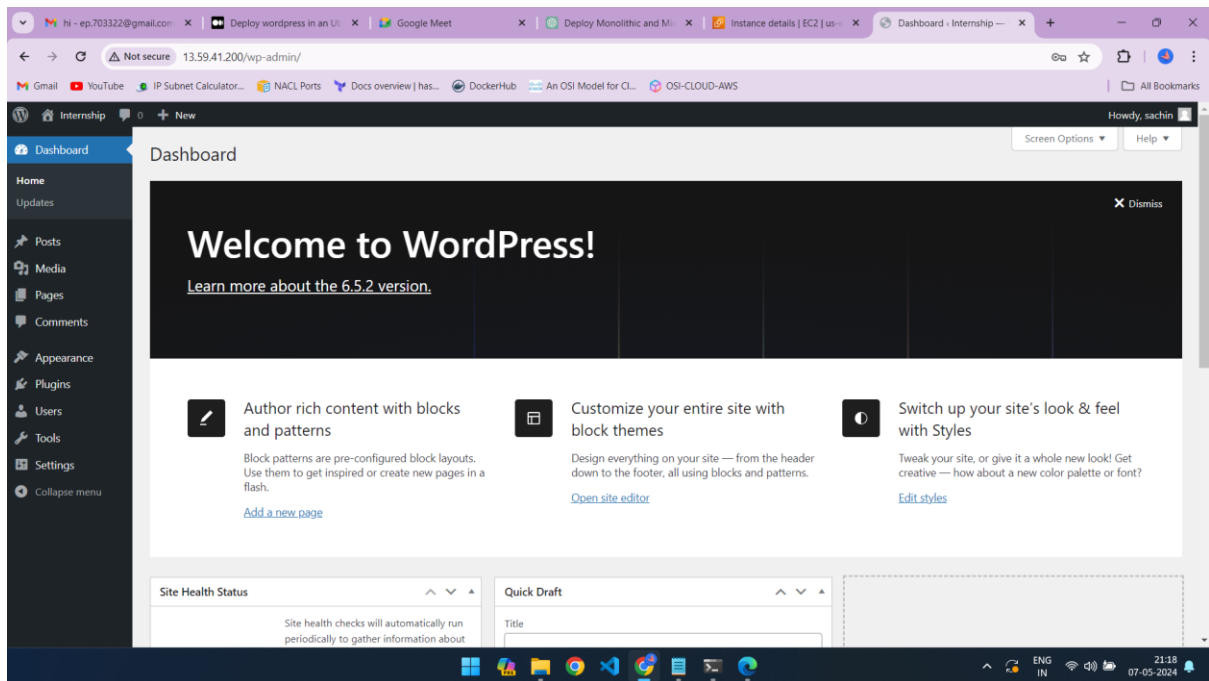 hi - ep.703322@gmail.com
Deploy wordpress in an U
Google Meet
Deploy Monolithic and Mi
Instance details | EC2 | us-
Dashboard ‹ Internship —
Not secure 13.59.41.200/wp-admin/
Gmail YouTube IP Subnet Calculator... NACL Ports Docs overview | has... DockerHub An OSI Model for Cl... OSI-CLOUD-AWS All Bookmarks
Internship 0 + New Howdy, sachin
Screen Options Help
Dashboard
Home
Updates
Posts
Media
Pages
Comments
Appearance
Plugins
Users
Tools
Settings
Collapse menu
Dashboard
Dismiss
Welcome to WordPress!
Learn more about the 6.5.2 version.
Author rich content with blocks
and patterns
Block patterns are pre-configured block layouts.
Use them to get inspired or create new pages in a
flash.
Add a new page
Customize your entire site with
block themes
Design everything on your site — from the header
down to the footer, all using blocks and patterns.
Open site editor
Switch up your site's look & feel
with Styles
Tweak your site, or give it a whole new look! Get
creative — how about a new color palette or font?
Edit styles
Site Health Status
Site health checks will automatically run
periodically to gather information about
Quick Draft
Title
ENG
IN
21:18
07-05-2024